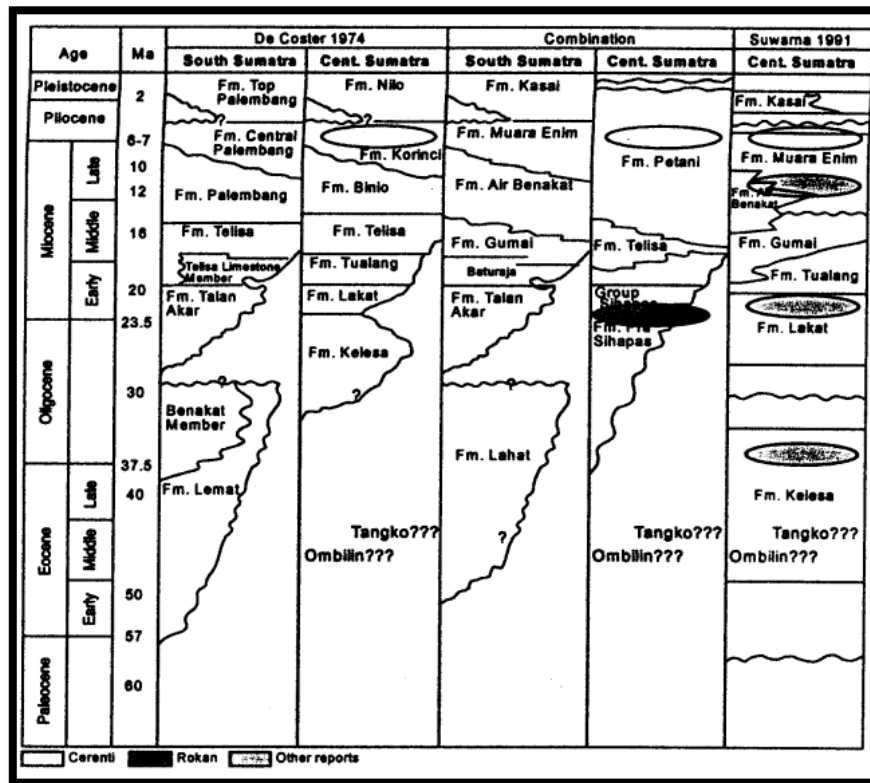 De Coster 1974 Combination Suwarna 1991
Age Ma South Sumatra Cent. Sumatra South Sumatra Cent. Sumatra Cent. Sumatra
Pleistocene 2 Fm. Top Palembang Fm. Nilo Fm. Kasai Fm. Kasai
Pliocene ? ?
6-7 Fm. Central Palembang Fm. Korinci Fm. Muara Enim Fm. Petani Fm. Muara Enim
Miocene Late 10 12 Fm. Palembang Fm. Binio Fm. Air Benakat Benakat
Middle 16 Fm. Telisa Fm. Telisa Fm. Gumai Fm. Telisa Fm. Gumai
Early Telisa Limestone Member Fm. Tualang Baturaja Fm. Tualang
20 Fm. Talan Akar Fm. Lakat Fm. Talan Akar Group
23.5 Fm. Sihapas Fm. Lakat
Oligocene Fm. Kelesa
30 ? ? ?
Benakat Member
37.5 Fm. Lahat
Eocene Late 40 Fm. Lemat Fm. Kelesa
Middle Tangko??? ? Tangko??? Tangko???
Ombilin??? Ombilin??? Ombilin???
Early 50
57
Paleocene 60
Cerenti Rokan Other reports